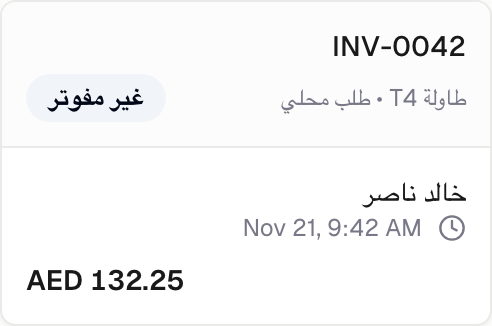 INV-0042
طاولة T4 • طلب محلي
غير مفوتر
خالد ناصر
Nov 21, 9:42 AM
AED 132.25